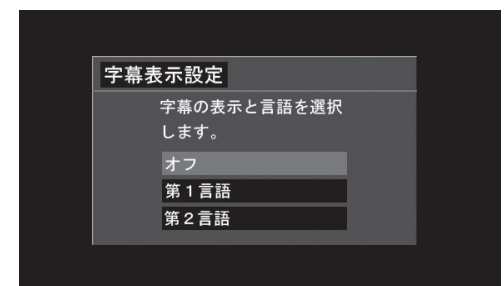 字幕表示設定
字幕の表示と言語を選択
します。
オフ
第１言語
第２言語